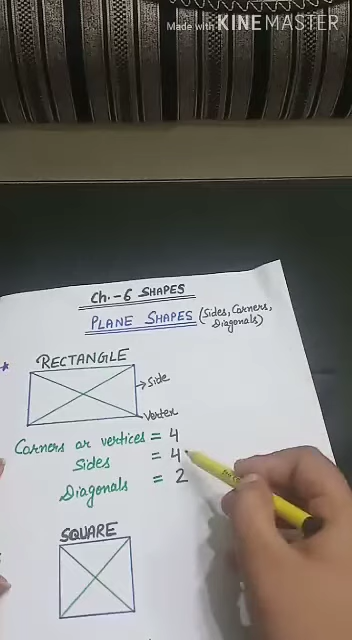 Made with KINEMASTER
Ch.-6 SHAPES
PLANE SHAPES (Sides, Corners,
Diagonals)
* RECTANGLE
→ Side
→ Vertex
Corners or vertices = 4
Sides = 4
Diagonals = 2
SQUARE